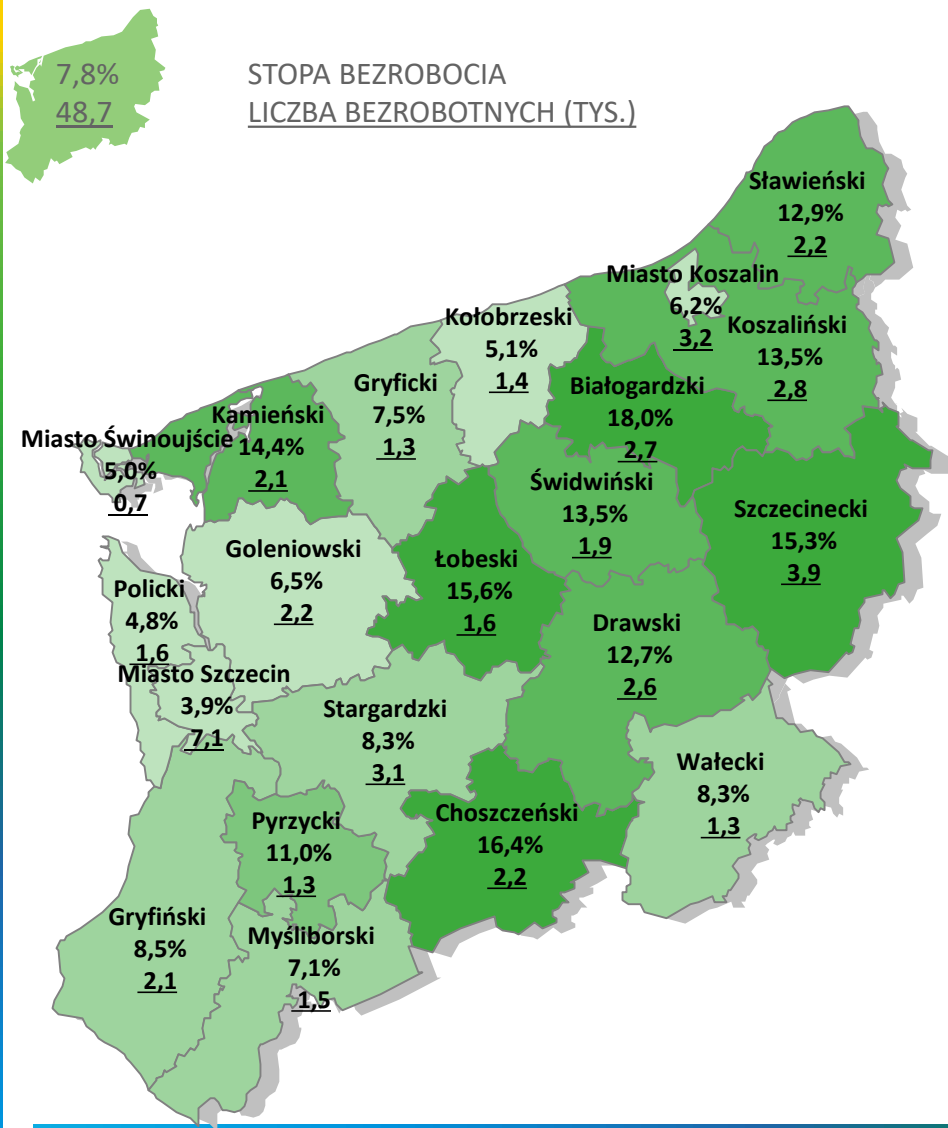 7,8%
48,7
STOPA BEZROBOCIA
LICZBA BEZROBOTNYCH (TYS.)
Sławieński
12,9%
2,2
Miasto Koszalin
6,2%
3,2
Koszaliński
13,5%
2,8
Kołobrzeski
5,1%
1,4
Białogardzki
18,0%
2,7
Gryficki
7,5%
1,3
Kamieński
14,4%
2,1
Miasto Świnoujście
5,0%
0,7
Świdwiński
13,5%
1,9
Szczecinecki
15,3%
3,9
Goleniowski
6,5%
2,2
Łobeski
15,6%
1,6
Policki
4,8%
1,6
Drawski
12,7%
2,6
Miasto Szczecin
3,9%
7,1
Stargardzki
8,3%
3,1
Wałecki
8,3%
1,3
Choszczeński
16,4%
2,2
Pyrzycki
11,0%
1,3
Gryfiński
8,5%
2,1
Myśliborski
7,1%
1,5